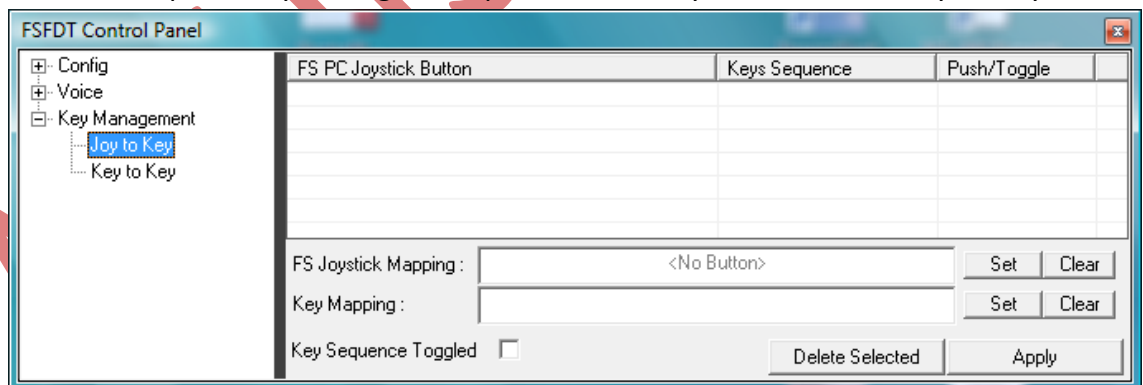 FSFDT Control Panel
Config
Voice
Key Management
Joy to Key
Key to Key
FS PC Joystick Button Keys Sequence Push/Toggle
FS Joystick Mapping : <No Button> Set Clear
Key Mapping : Set Clear
Key Sequence Toggled
Delete Selected Apply